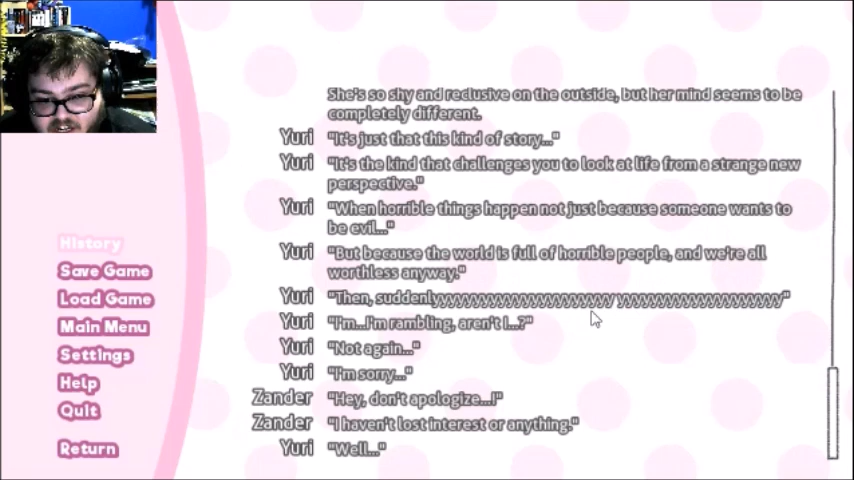 She's so shy and reclusive on the outside, but her mind seems to be
completely different.
Yuri "It's just that this kind of story..."
Yuri "It's the kind that challenges you to look at life from a strange new
perspective."
Yuri "When horrible things happen not just because someone wants to
be evil..."
Yuri "But because the world is full of horrible people, and we're all
worthless anyway."
Yuri "Then, suddenlyyyyyyyyyyyyyyyyyyyyyyyy yyyyyyyyyyyyyyyyyyyyyy"
Yuri "I'm...I'm rambling, aren't I...?"
Yuri "Not again..."
Yuri "I'm sorry..."
Zander "Hey, don't apologize...!"
Zander "I haven't lost interest or anything."
Yuri "Well..."
History
Save Game
Load Game
Main Menu
Settings
Help
Quit
Return